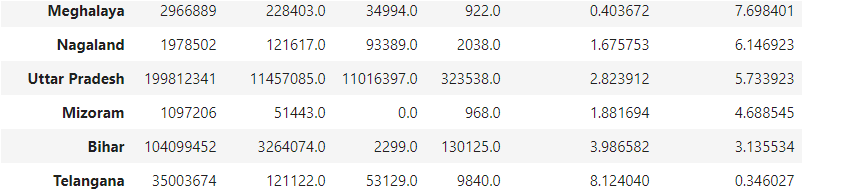 Meghalaya 2966889 228403.0 34994.0 922.0 0.403672 7.698401
Nagaland 1978502 121617.0 93389.0 2038.0 1.675753 6.146923
Uttar Pradesh 199812341 11457085.0 11016397.0 323538.0 2.823912 5.733923
Mizoram 1097206 51443.0 0.0 968.0 1.881694 4.688545
Bihar 104099452 3264074.0 2299.0 130125.0 3.986582 3.135534
Telangana 35003674 121122.0 53129.0 9840.0 8.124040 0.346027